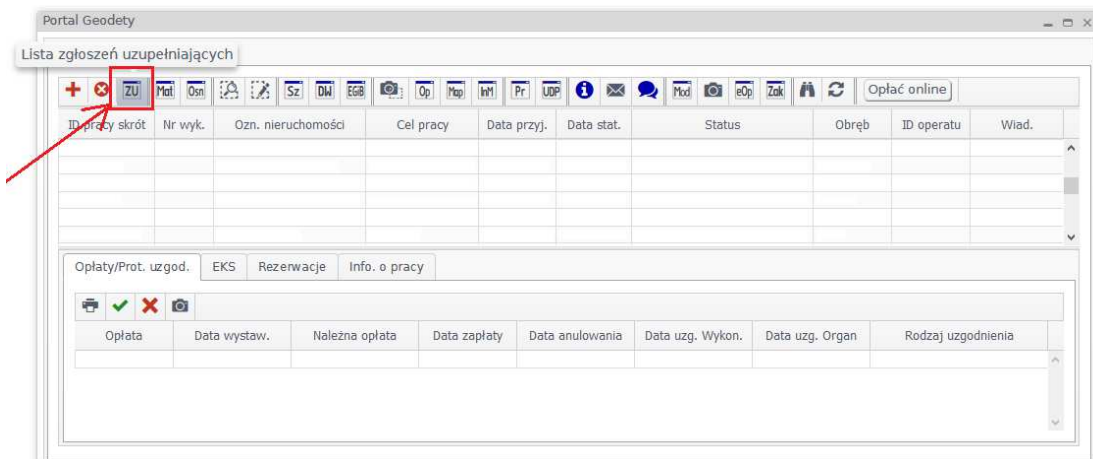 Portal Geodety
Lista zgłoszeń uzupełniających
ZU Mat Osn Sz DW EGiB Op Map InM Pr UDP Mod eOp Zak Opłać online
ID pracy skrót Nr wyk. Ozn. nieruchomości Cel pracy Data przyj. Data stat. Status Obręb ID operatu Wiad.
Opłaty/Prot. uzgod. EKS Rezerwacje Info. o pracy
Opłata Data wystaw. Należna opłata Data zapłaty Data anulowania Data uzg. Wykon. Data uzg. Organ Rodzaj uzgodnienia